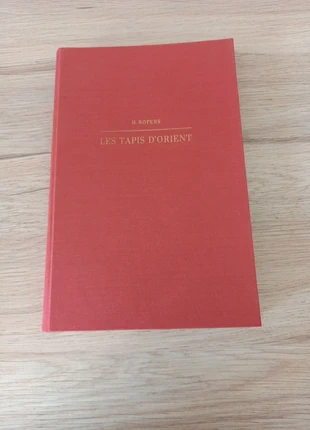 H. ROPERS
LES TAPIS D'ORIENT